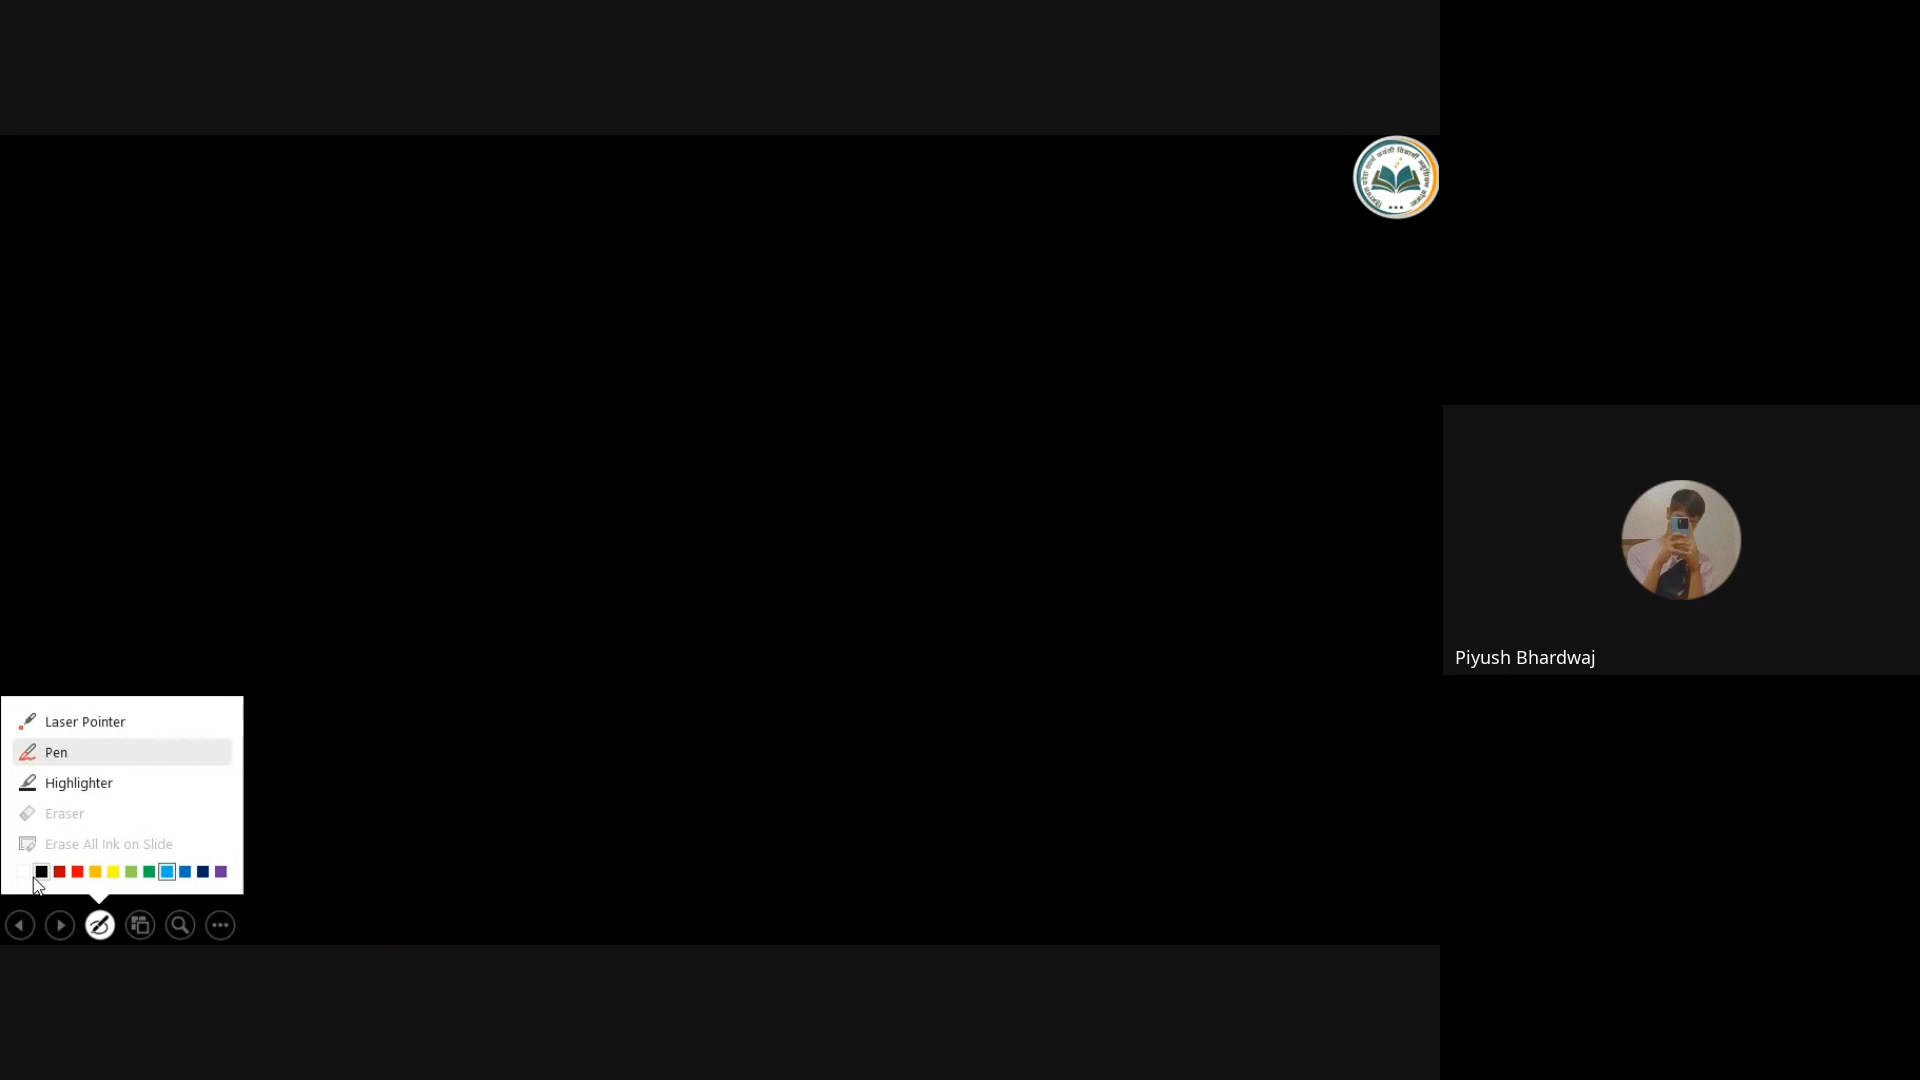 Laser Pointer
Pen
Highlighter
Eraser
Erase All Ink on Slide
Piyush Bhardwaj